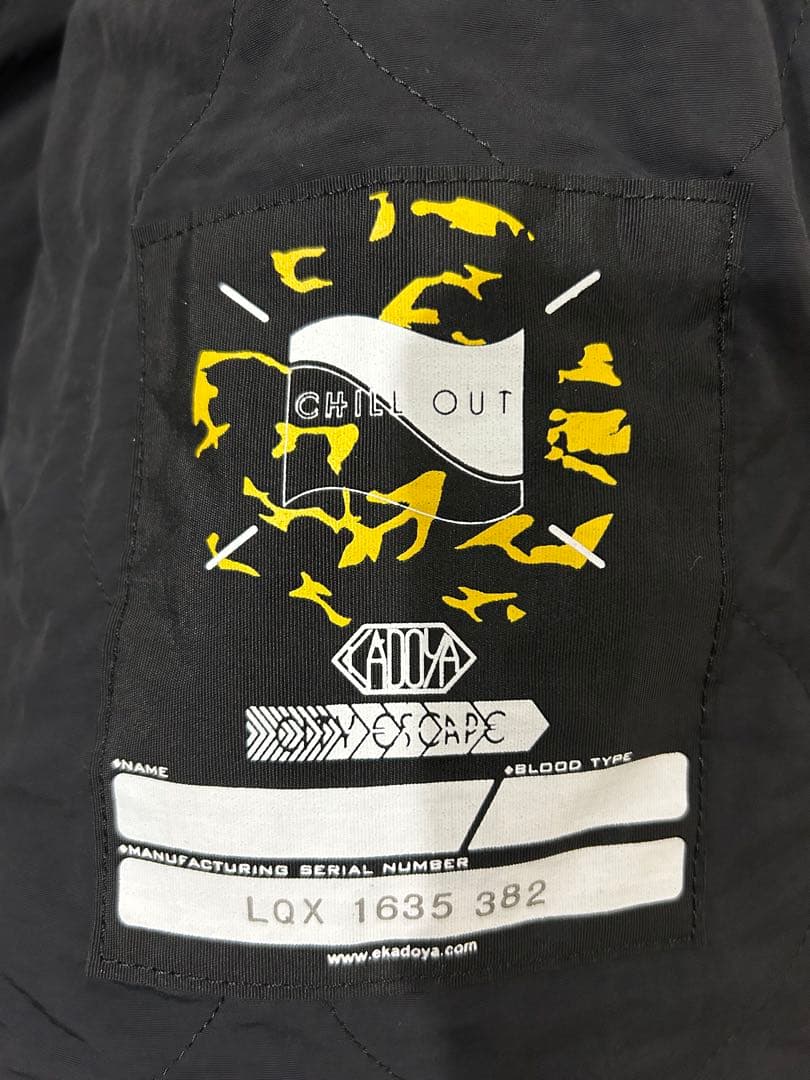 CHILL OUT
KADOYA
CITY ESCAPE
◆NAME
◆BLOOD TYPE
◆MANUFACTURING SERIAL NUMBER
LQX 1635 382
www.ekadoya.com